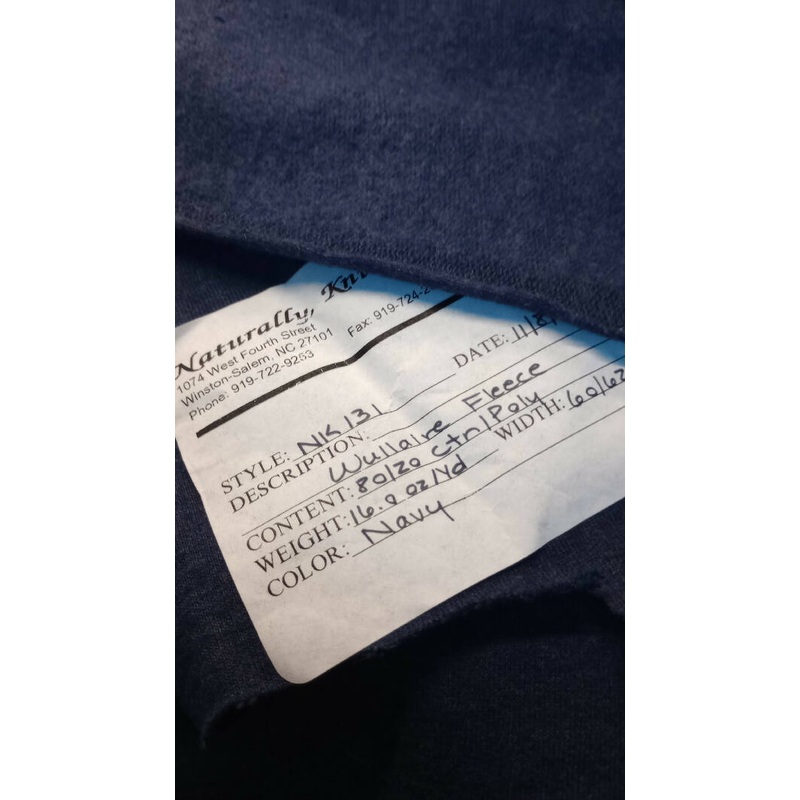 Naturally, Kn
1074 West Fourth Street
Winston-Salem, NC 27101
Phone: 919-722-9253 Fax: 919-724-2
DATE: 11/8/
STYLE: NK131
DESCRIPTION:
Wullaire Fleece
CONTENT: 80/20 Ctn/Poly
WEIGHT: 16.0 oz/Yd WIDTH: 60/62
COLOR: Navy